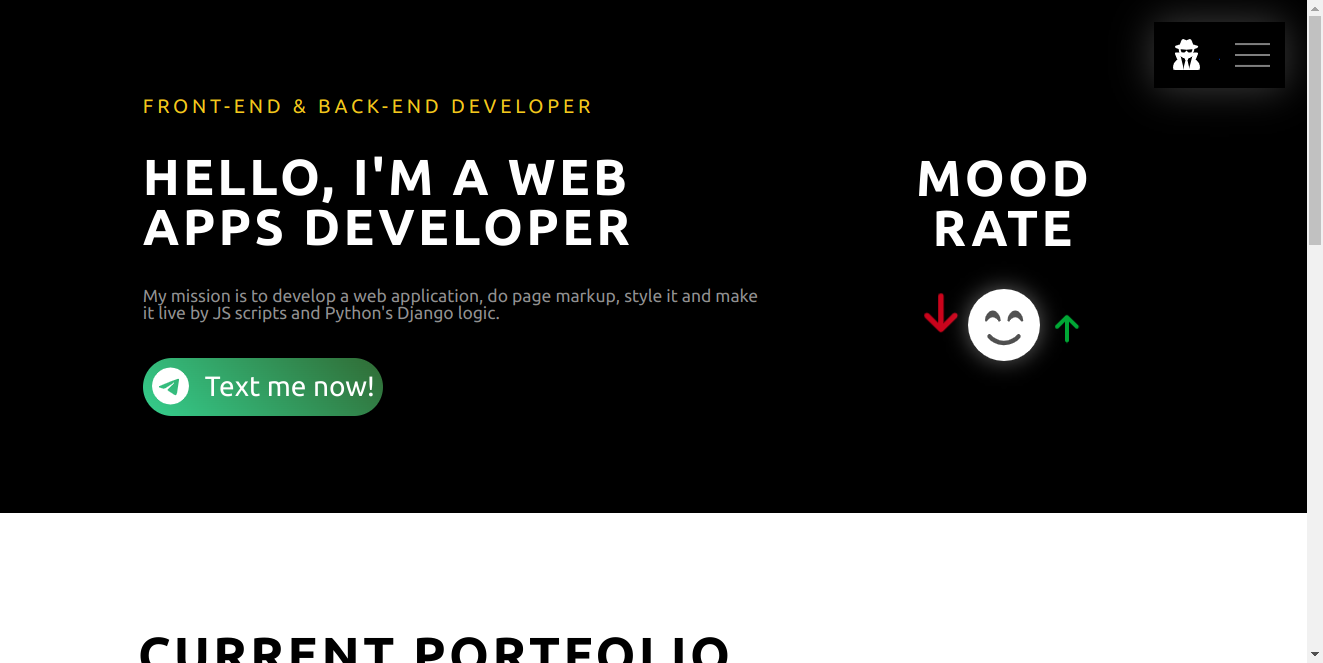 FRONT-END & BACK-END DEVELOPER
HELLO, I'M A WEB
APPS DEVELOPER
My mission is to develop a web application, do page markup, style it and make
it live by JS scripts and Python's Django logic.
Text me now!
MOOD
RATE
CURRENT PORTFOLIO